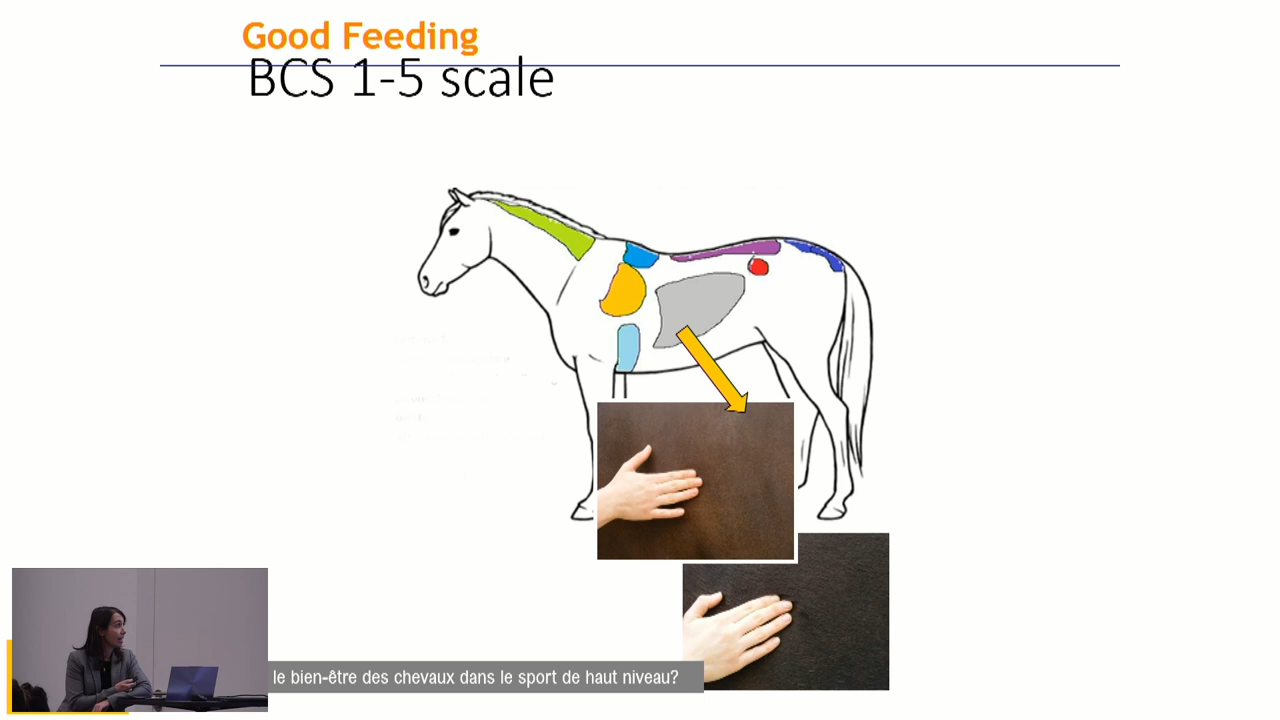 Good Feeding
BCS 1-5 scale
le bien-être des chevaux dans le sport de haut niveau?